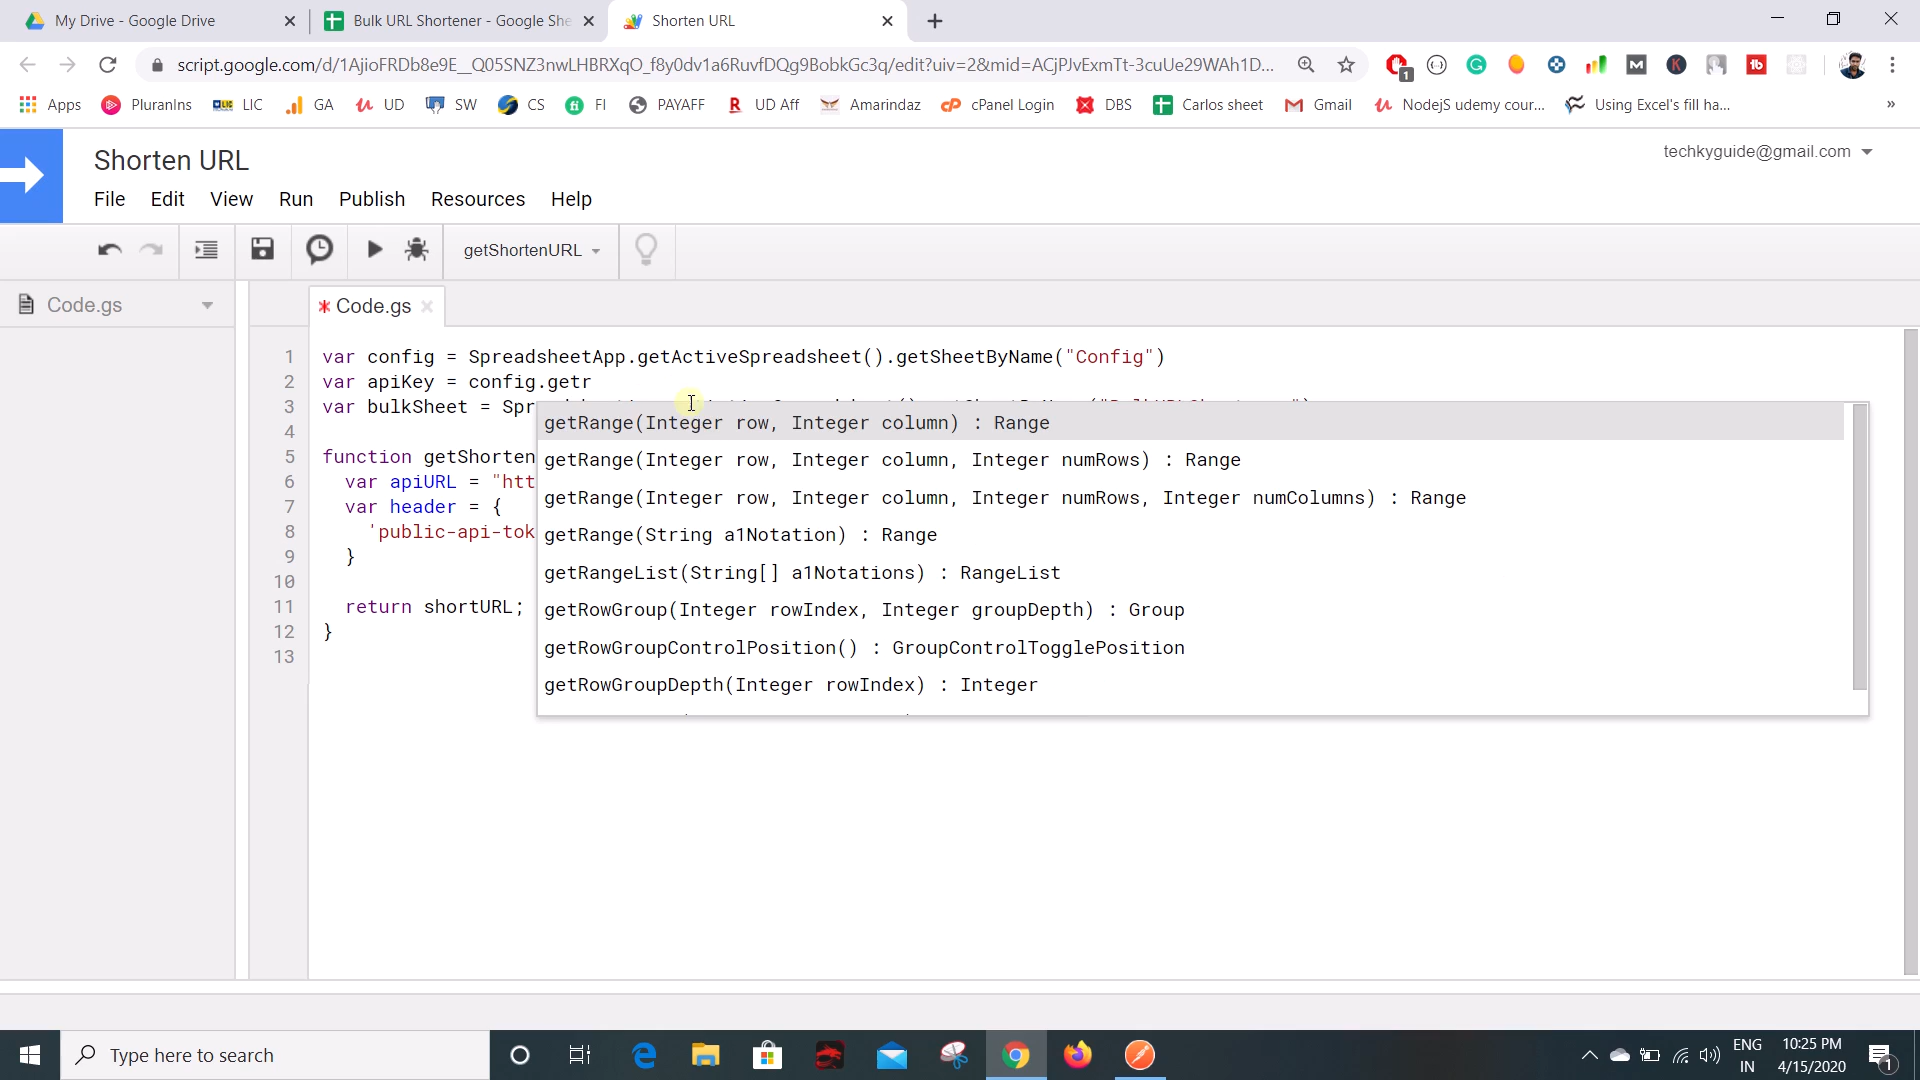 My Drive - Google Drive
Bulk URL Shortener - Google She
Shorten URL
script.google.com/d/1AjioFRDb8e9E__Q05SNZ3nwLHBRXqO_f8y0dv1a6RuvfDQg9BobkGc3q/edit?uiv=2&mid=ACjPJvExmTt-3cuUe29WAh1D...
Apps PluranIns LIC GA UD SW CS FI PAYAFF UD Aff Amarindaz cPanel Login DBS Carlos sheet Gmail NodeJS udemy cour... Using Excel's fill ha... »
Shorten URL
techkyguide@gmail.com
File Edit View Run Publish Resources Help
getShortenURL
Code.gs
* Code.gs
1 var config = SpreadsheetApp.getActiveSpreadsheet().getSheetByName("Config")
2 var apiKey = config.getr
3 var bulkSheet = Spr
4
5 function getShorten
6 var apiURL = "htt
7 var header = {
8 'public-api-tok
9 }
10
11 return shortURL;
12 }
13
getRange(Integer row, Integer column) : Range
getRange(Integer row, Integer column, Integer numRows) : Range
getRange(Integer row, Integer column, Integer numRows, Integer numColumns) : Range
getRange(String a1Notation) : Range
getRangeList(String[] a1Notations) : RangeList
getRowGroup(Integer rowIndex, Integer groupDepth) : Group
getRowGroupControlPosition() : GroupControlTogglePosition
getRowGroupDepth(Integer rowIndex) : Integer
Type here to search
ENG
IN
10:25 PM
4/15/2020
1